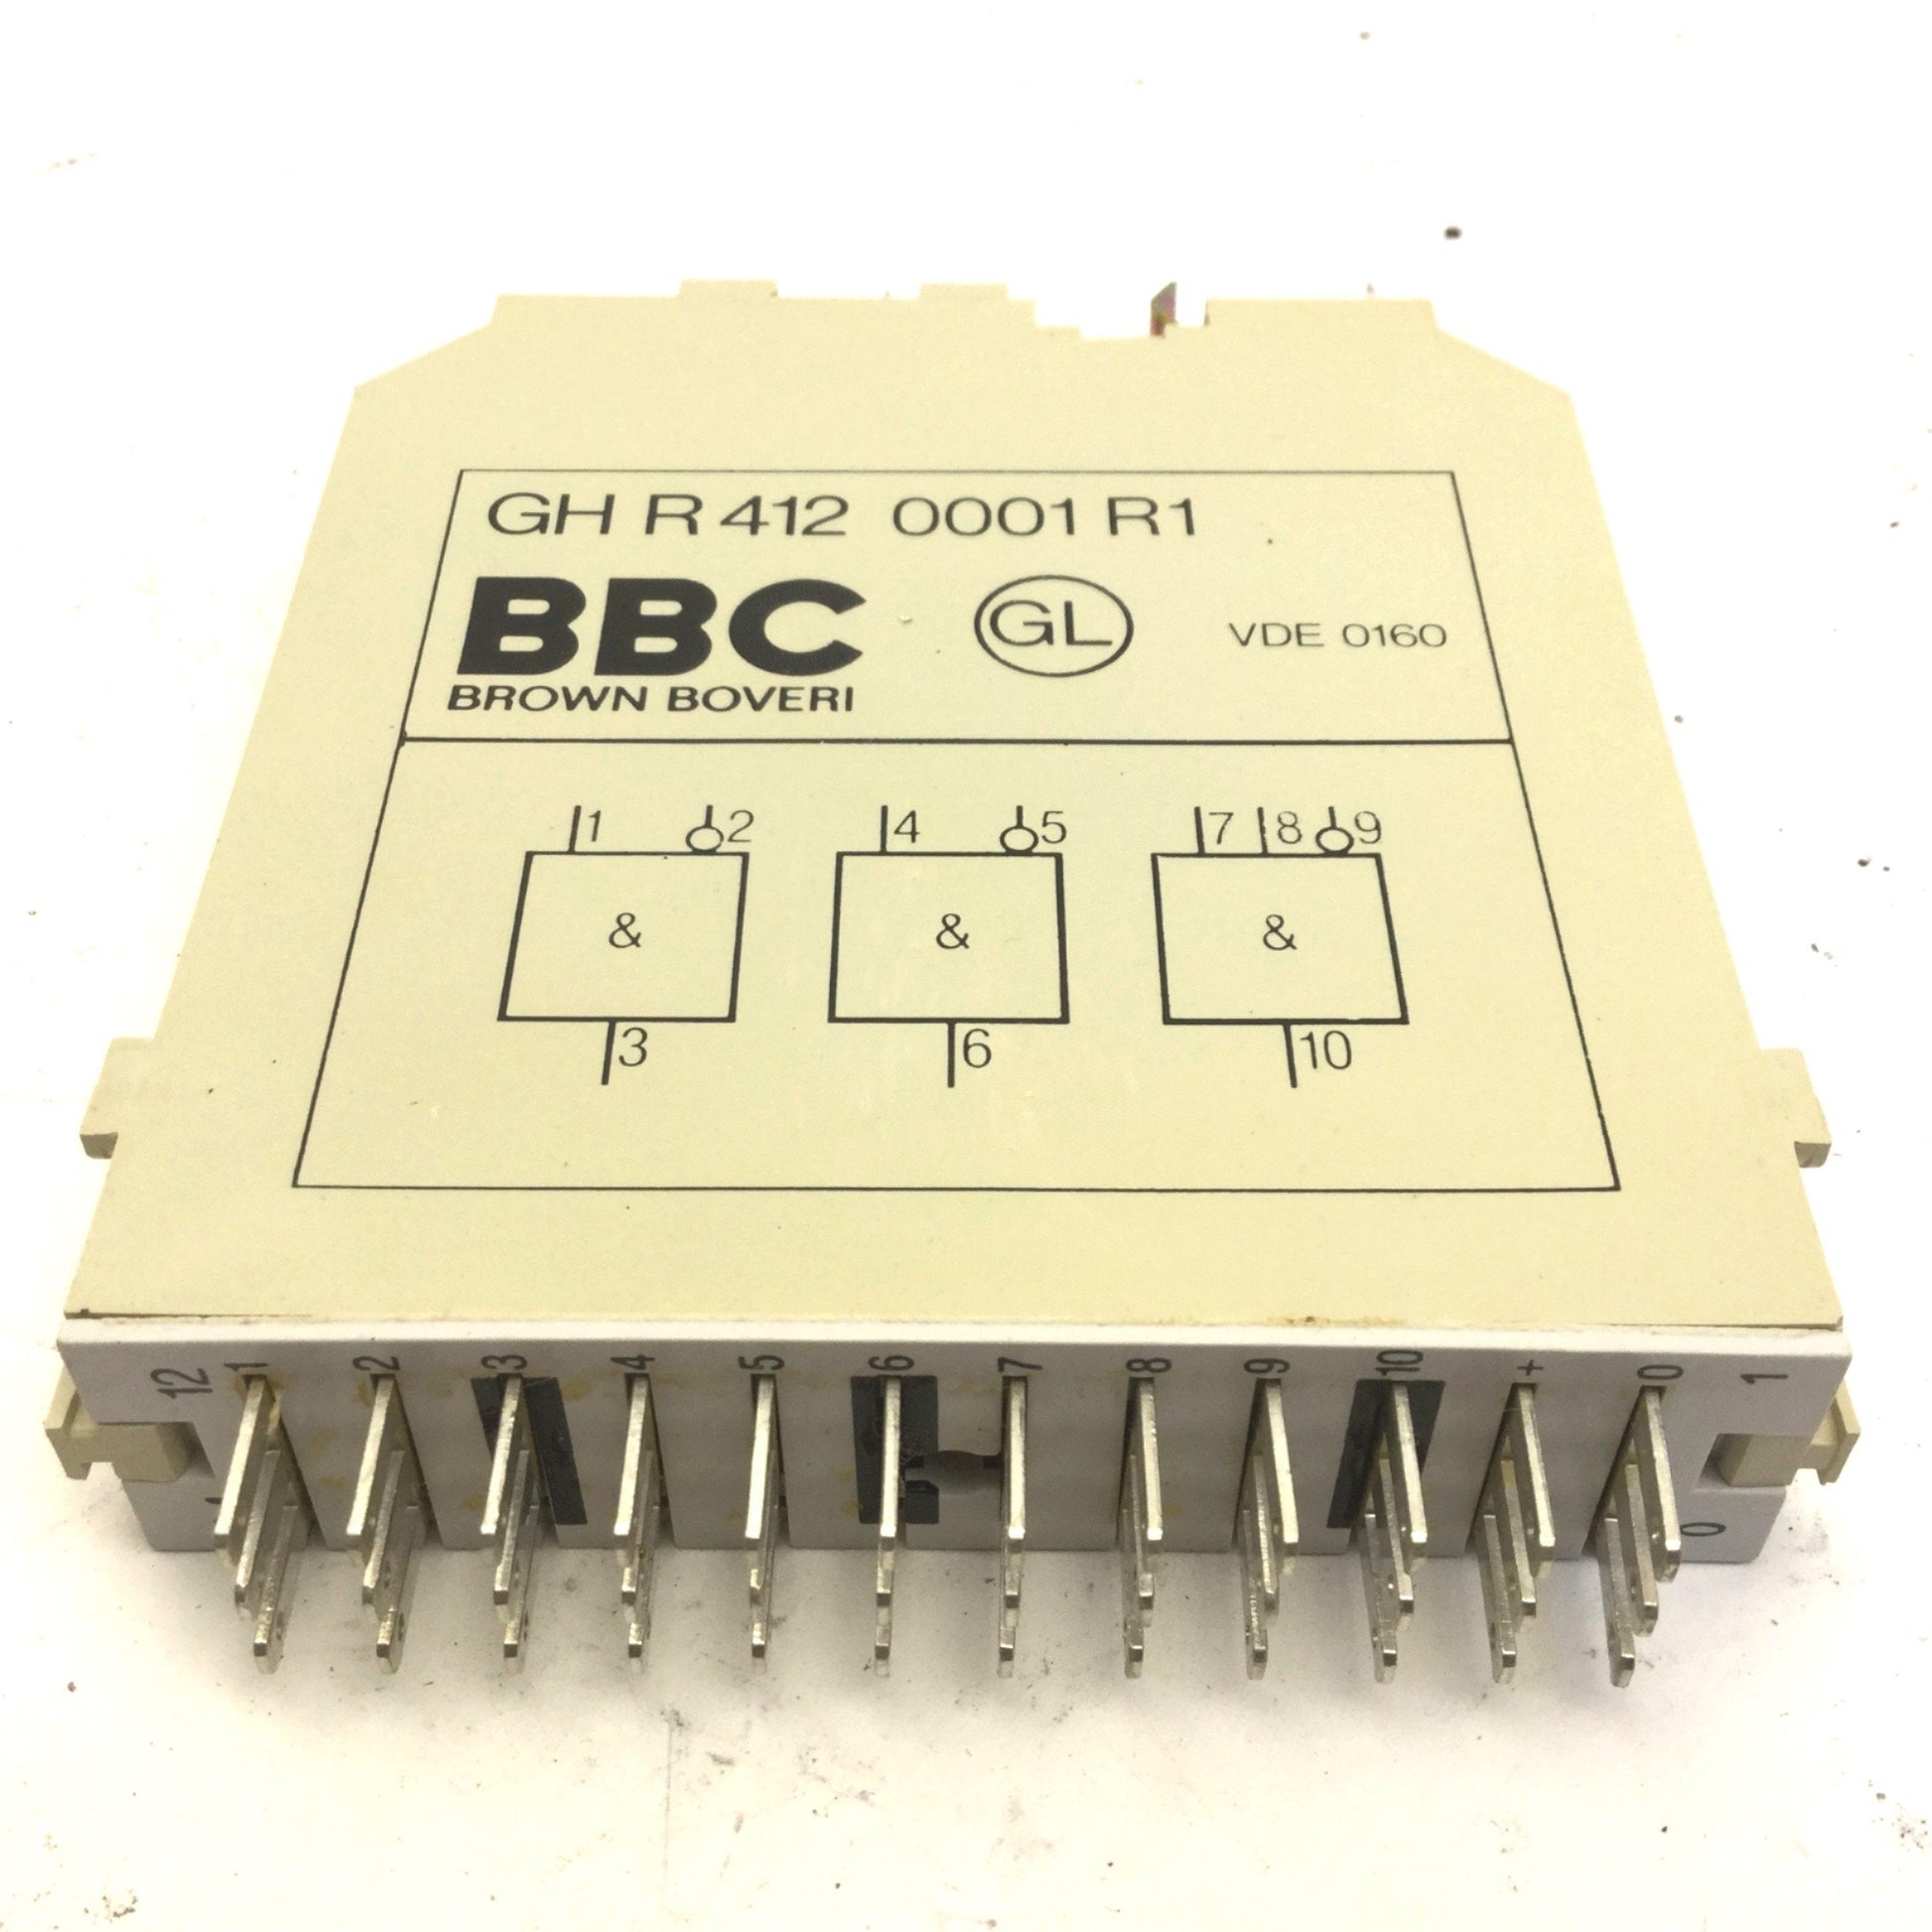 GH R 412 0001 R1
BBC GL VDE 0160
BROWN BOVERI
1 2 4 5 7 8 9
& & &
3 6 10
12 1 2 3 4 5 6 7 8 9 10 + 0 1
0